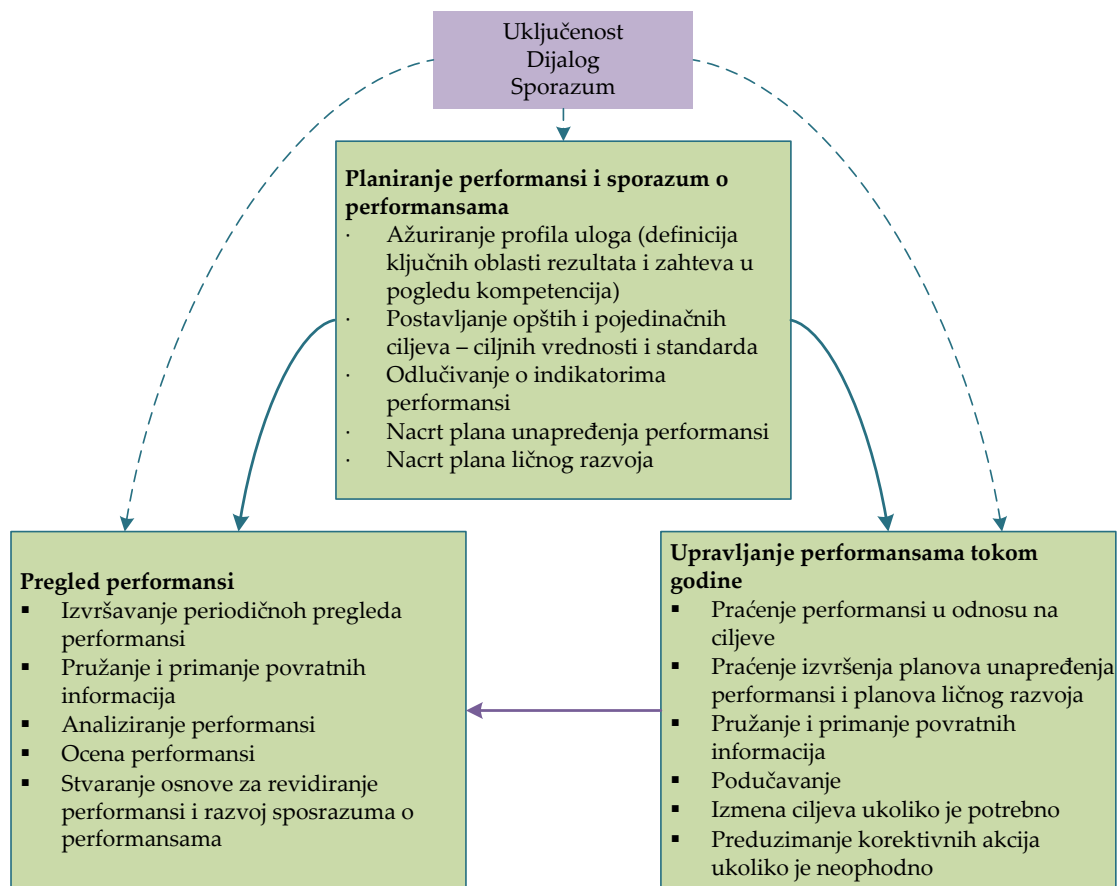 Uključenost
Dijalog
Sporazum
Planiranje performansi i sporazum o
performansama
· Ažuriranje profila uloga (definicija
ključnih oblasti rezultata i zahteva u
pogledu kompetencija)
· Postavljanje opštih i pojedinačnih
ciljeva – ciljnih vrednosti i standarda
· Odlučivanje o indikatorima
performansi
· Nacrt plana unapređenja performansi
· Nacrt plana ličnog razvoja
Pregled performansi
▪ Izvršavanje periodičnoh pregleda
performansi
▪ Pružanje i primanje povratnih
informacija
▪ Analiziranje performansi
▪ Ocena performansi
▪ Stvaranje osnove za revidiranje
performansi i razvoj sposrazuma o
performansama
Upravljanje performansama tokom
godine
▪ Praćenje performansi u odnosu na
ciljeve
▪ Praćenje izvršenja planova unapređenja
performansi i planova ličnog razvoja
▪ Pružanje i primanje povratnih
informacija
▪ Podučavanje
▪ Izmena ciljeva ukoliko je potrebno
▪ Preduzimanje korektivnih akcija
ukoliko je neophodno